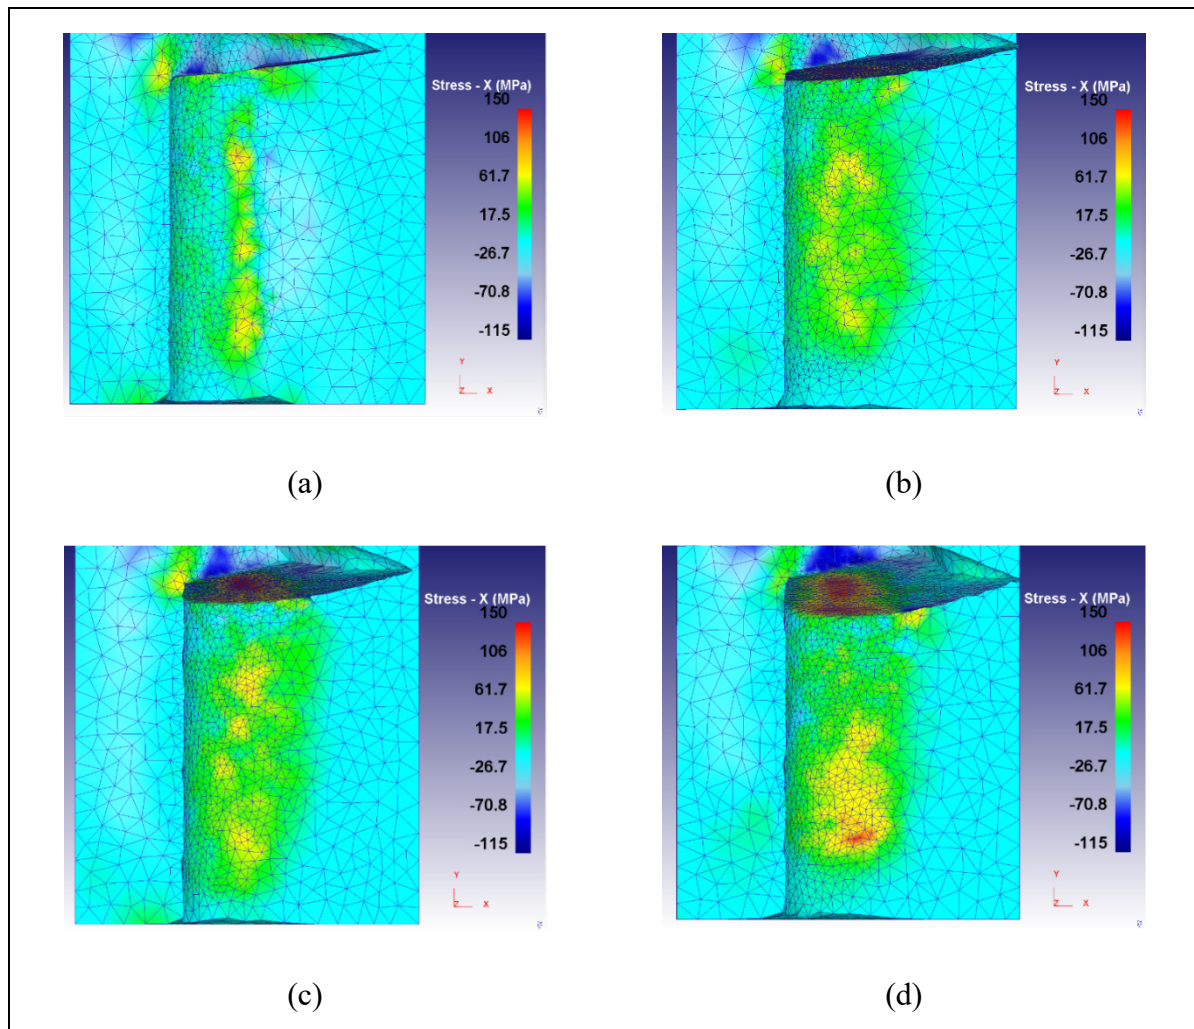 Stress - X (MPa)
150
106
61.7
17.5
-26.7
-70.8
-115
Y
Z X
(a)
Stress - X (MPa)
150
106
61.7
17.5
-26.7
-70.8
-115
Y
Z X
(b)
Stress - X (MPa)
150
106
61.7
17.5
-26.7
-70.8
-115
Y
Z X
(c)
Stress - X (MPa)
150
106
61.7
17.5
-26.7
-70.8
-115
Y
Z X
(d)